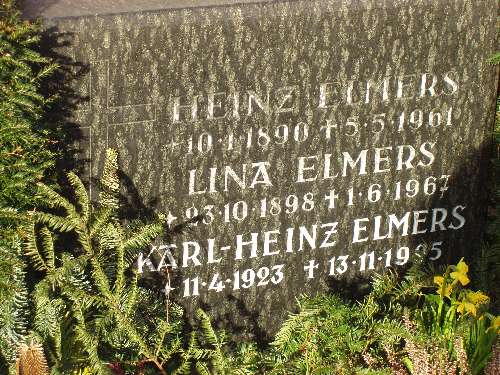 HEINZ ELMERS
* 10·1·1890 † 5·5·1961
LINA ELMERS
* 23·10·1898 † 1·6·1967
KARL-HEINZ ELMERS
* 11·4·1923 † 13·11·1995